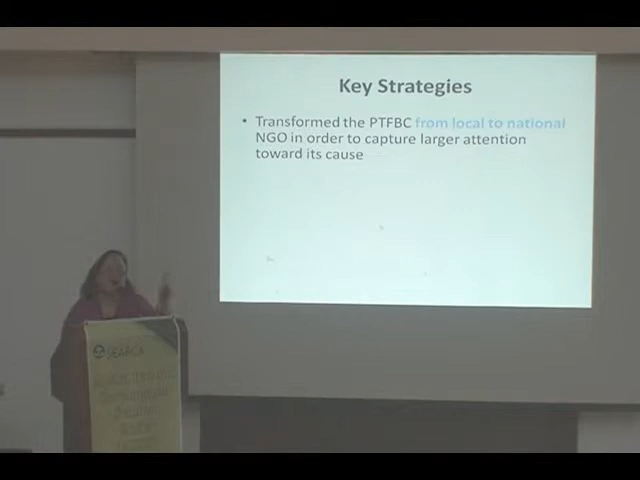 Key Strategies
• Transformed the PTFBC from local to national
NGO in order to capture larger attention
toward its cause
SEARCA